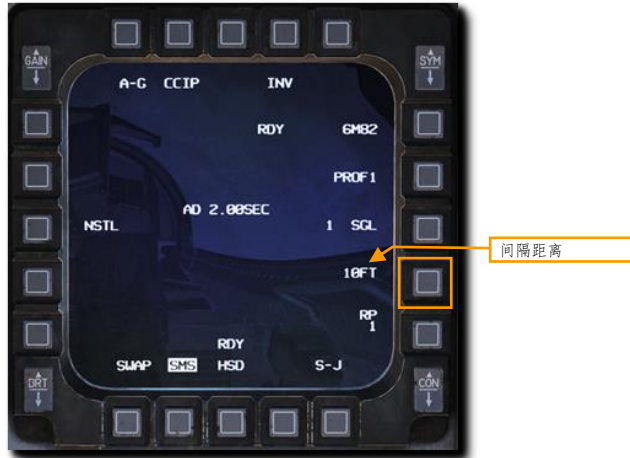 GAIN
SYM
A-G CCIP INV
RDY 6M82
PROF1
AD 2.00SEC
NSTL 1 SGL
间隔距离
10FT
RP
1
RDY
SWAP SMS HSD S-J
BRT
CON